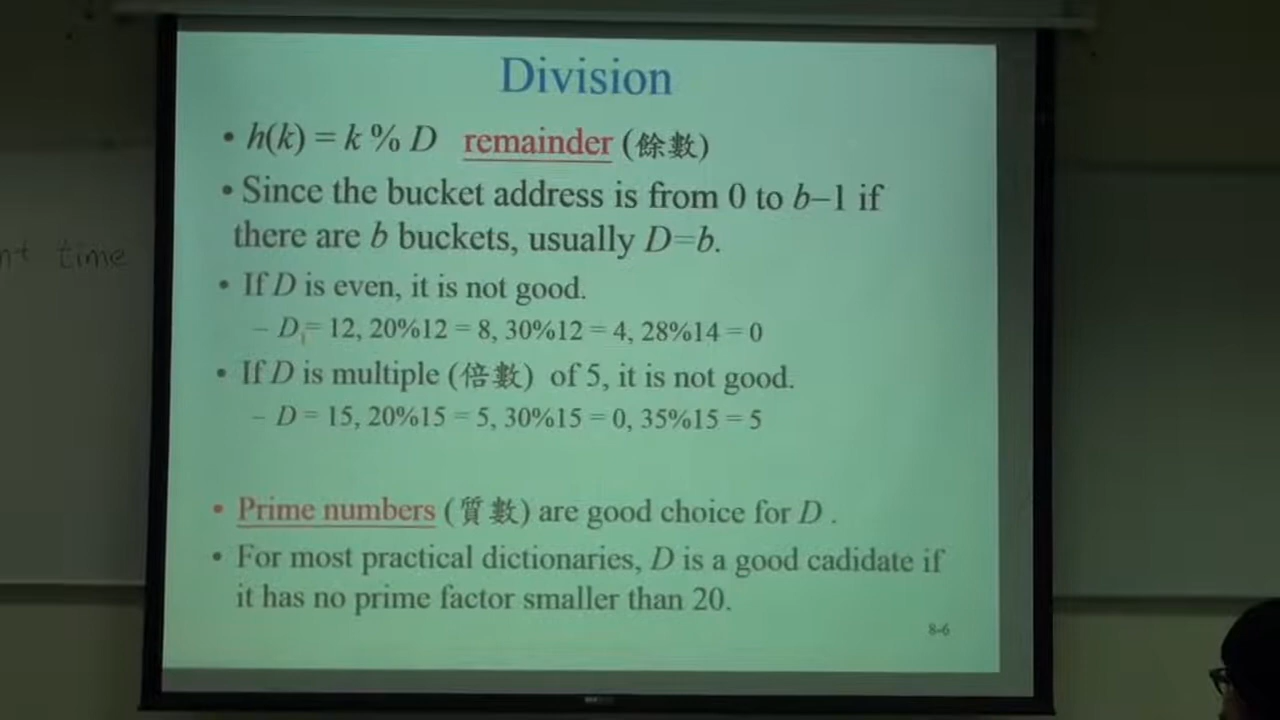 Division
• h(k) = k % D remainder (餘數)
• Since the bucket address is from 0 to b–1 if
there are b buckets, usually D=b.
• If D is even, it is not good.
– D = 12, 20%12 = 8, 30%12 = 4, 28%14 = 0
• If D is multiple (倍數) of 5, it is not good.
– D = 15, 20%15 = 5, 30%15 = 0, 35%15 = 5
• Prime numbers (質數) are good choice for D .
• For most practical dictionaries, D is a good cadidate if
it has no prime factor smaller than 20.
8-6
time